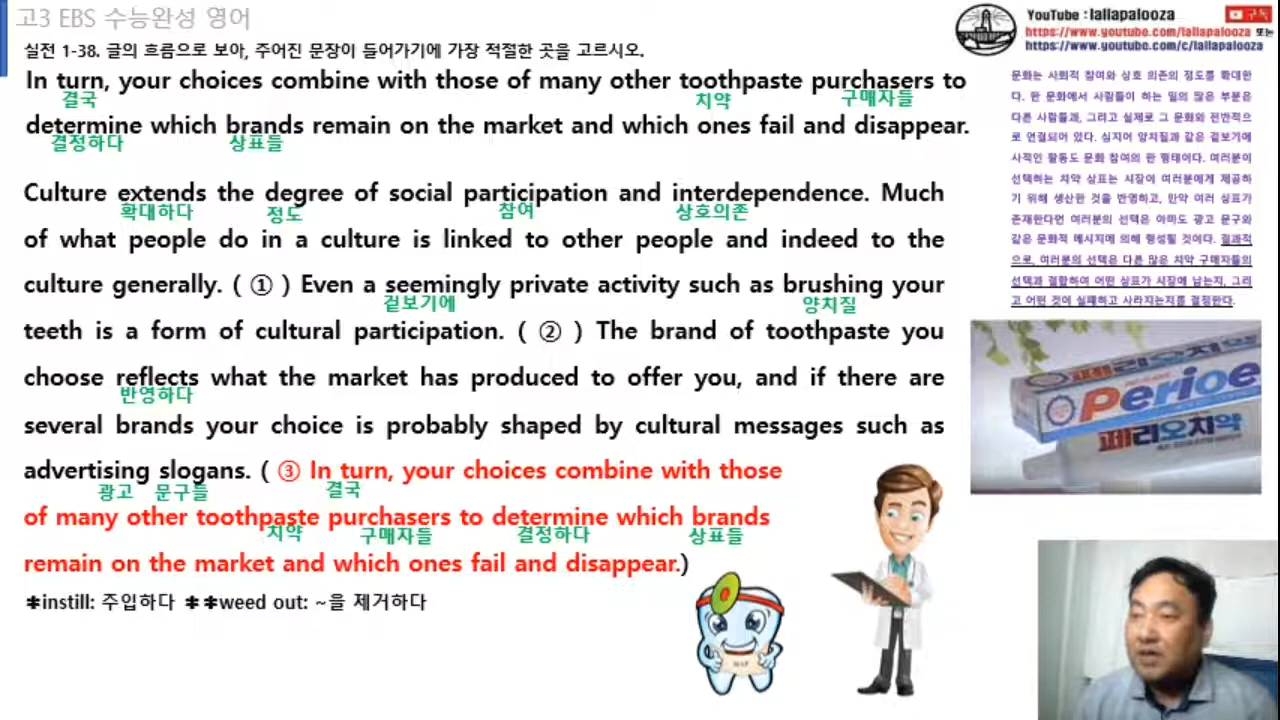 고3 EBS 수능완성 영어
실전 1-38. 글의 흐름으로 보아, 주어진 문장이 들어가기에 가장 적절한 곳을 고르시오.
In turn, your choices combine with those of many other toothpaste purchasers to
결국 치약 구매자들
determine which brands remain on the market and which ones fail and disappear.
결정하다 상표들
Culture extends the degree of social participation and interdependence. Much
확대하다 정도 참여 상호의존
of what people do in a culture is linked to other people and indeed to the
culture generally. ( ① ) Even a seemingly private activity such as brushing your
겉보기에 양치질
teeth is a form of cultural participation. ( ② ) The brand of toothpaste you
choose reflects what the market has produced to offer you, and if there are
반영하다
several brands your choice is probably shaped by cultural messages such as
advertising slogans. ( ③ In turn, your choices combine with those
광고 문구들 결국
of many other toothpaste purchasers to determine which brands
치약 구매자들 결정하다 상표들
remain on the market and which ones fail and disappear.)
*instill: 주입하다 **weed out: ~을 제거하다
YouTube : lallapalooza 구독
https://www.youtube.com/lallapalooza 또는
https://www.youtube.com/c/lallapalooza
문화는 사회적 참여와 상호 의존의 정도를 확대한
다. 한 문화에서 사람들이 하는 일의 많은 부분은
다른 사람들과, 그리고 실제로 그 문화와 전반적으
로 연결되어 있다. 심지어 양치질과 같은 겉보기에
사적인 활동도 문화 참여의 한 형태이다. 여러분이
선택하는 치약 상표는 시장이 여러분에게 제공하
기 위해 생산한 것을 반영하고, 만약 여러 상표가
존재한다면 여러분의 선택은 아마도 광고 문구와
같은 문화적 메시지에 의해 형성될 것이다. 결과적
으로, 여러분의 선택은 다른 많은 치약 구매자들의
선택과 결합하여 어떤 상표가 시장에 남는지, 그리
고 어떤 것이 실패하고 사라지는지를 결정한다.
페리오치약
Perioe
페리오치약